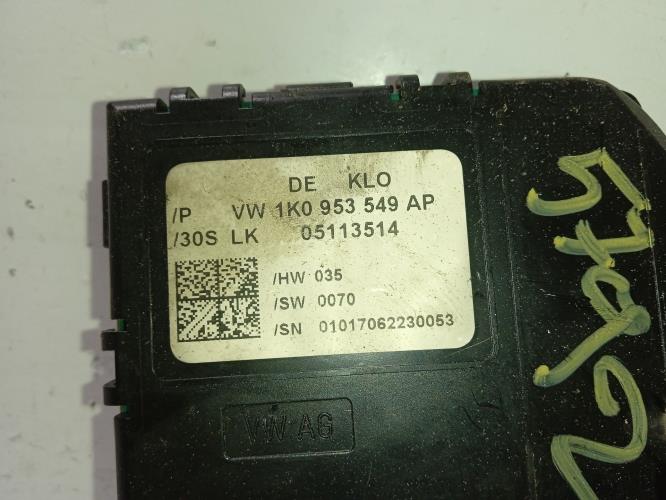 DE KLO
/P VW 1K0 953 549 AP
/30S LK 05113514
/HW 035
/SW 0070
/SN 01017062230053
VW AG